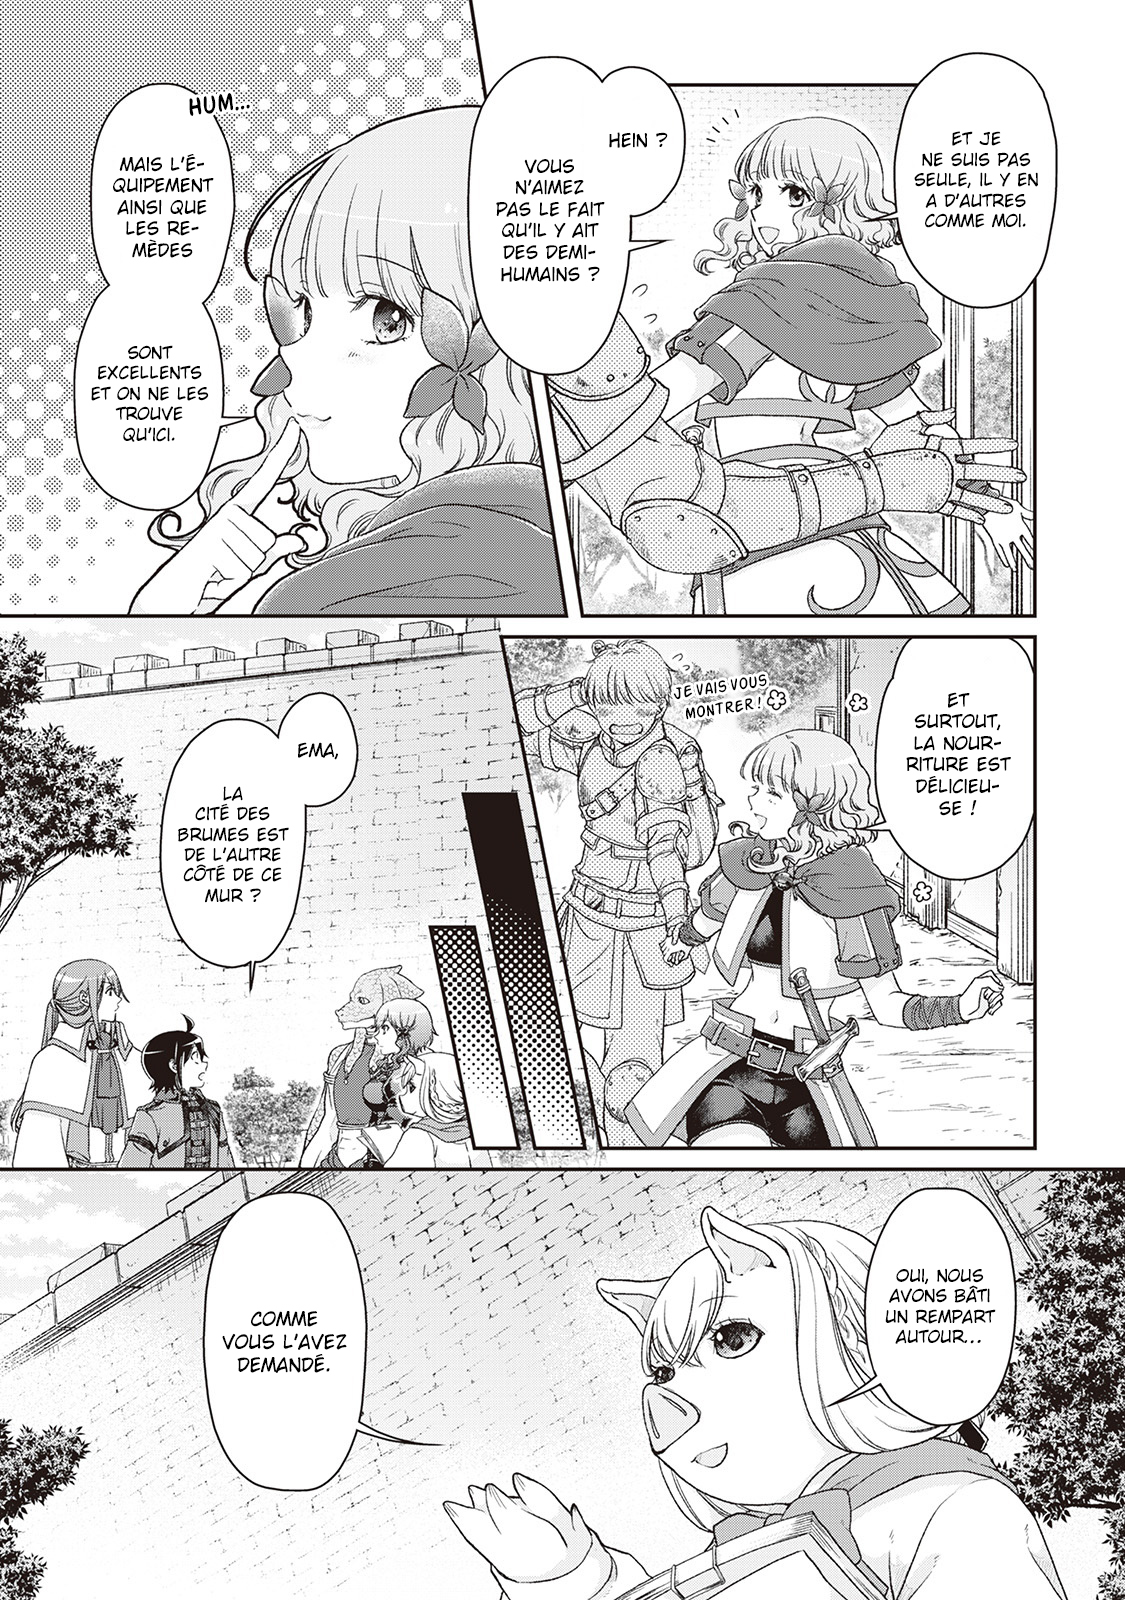 ET JE
NE SUIS PAS
SEULE, IL Y EN
A D'AUTRES
COMME MOI.
HEIN ?
VOUS
N'AIMEZ
PAS LE FAIT
QU'IL Y AIT
DES DEMI-
HUMAINS ?
HUM...
MAIS L'É-
QUIPEMENT
AINSI QUE
LES RE-
MÈDES
SONT
EXCELLENTS
ET ON NE LES
TROUVE
QU'ICI.
ET
SURTOUT,
LA NOUR-
RITURE EST
DÉLICIEU-
SE !
JE VAIS VOUS
MONTRER !
EMA,
LA
CITÉ DES
BRUMES EST
DE L'AUTRE
CÔTÉ DE CE
MUR ?
OUI, NOUS
AVONS BÂTI
UN REMPART
AUTOUR...
COMME
VOUS L'AVEZ
DEMANDÉ.